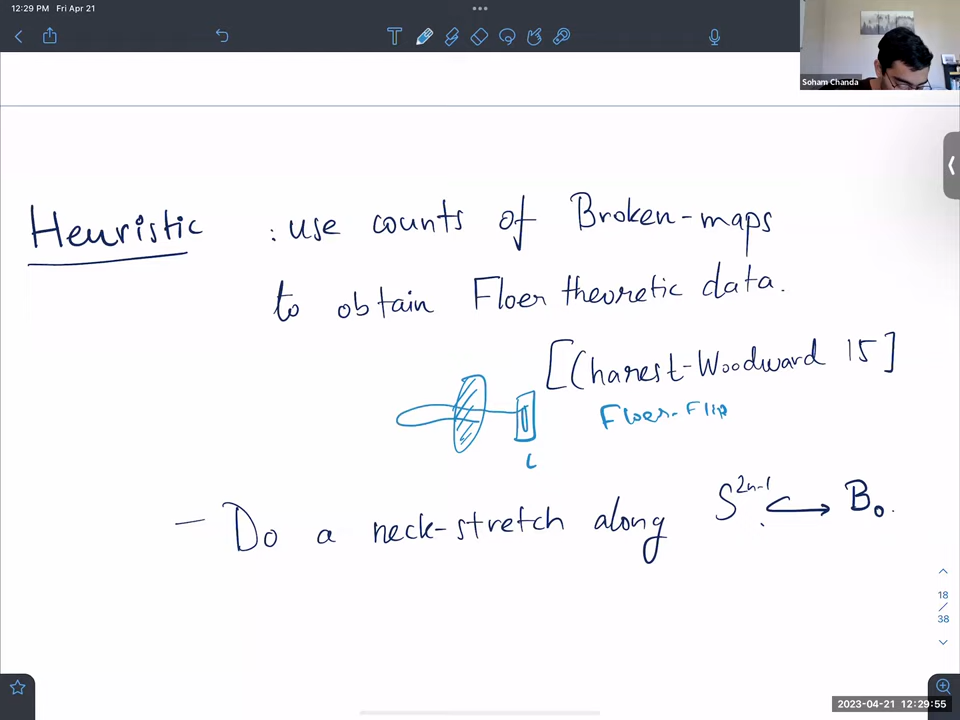 12:29 PM Fri Apr 21
Soham Chanda
Heuristic : use counts of Broken-maps
to obtain Floer theoretic data.
[Charest-Woodward 15]
Floer-Flip
L
- Do a neck-stretch along S^{2n-1} ↪ B_0.
18
/
38
2023-04-21 12:29:55